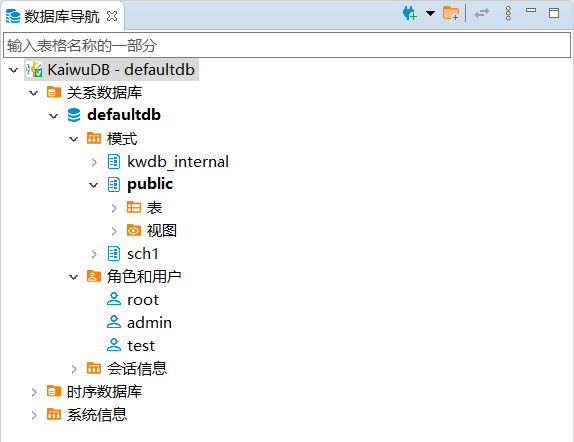 数据库导航
输入表格名称的一部分
KaiwuDB - defaultdb
关系数据库
defaultdb
模式
kwdb_internal
public
表
视图
sch1
角色和用户
root
admin
test
会话信息
时序数据库
系统信息